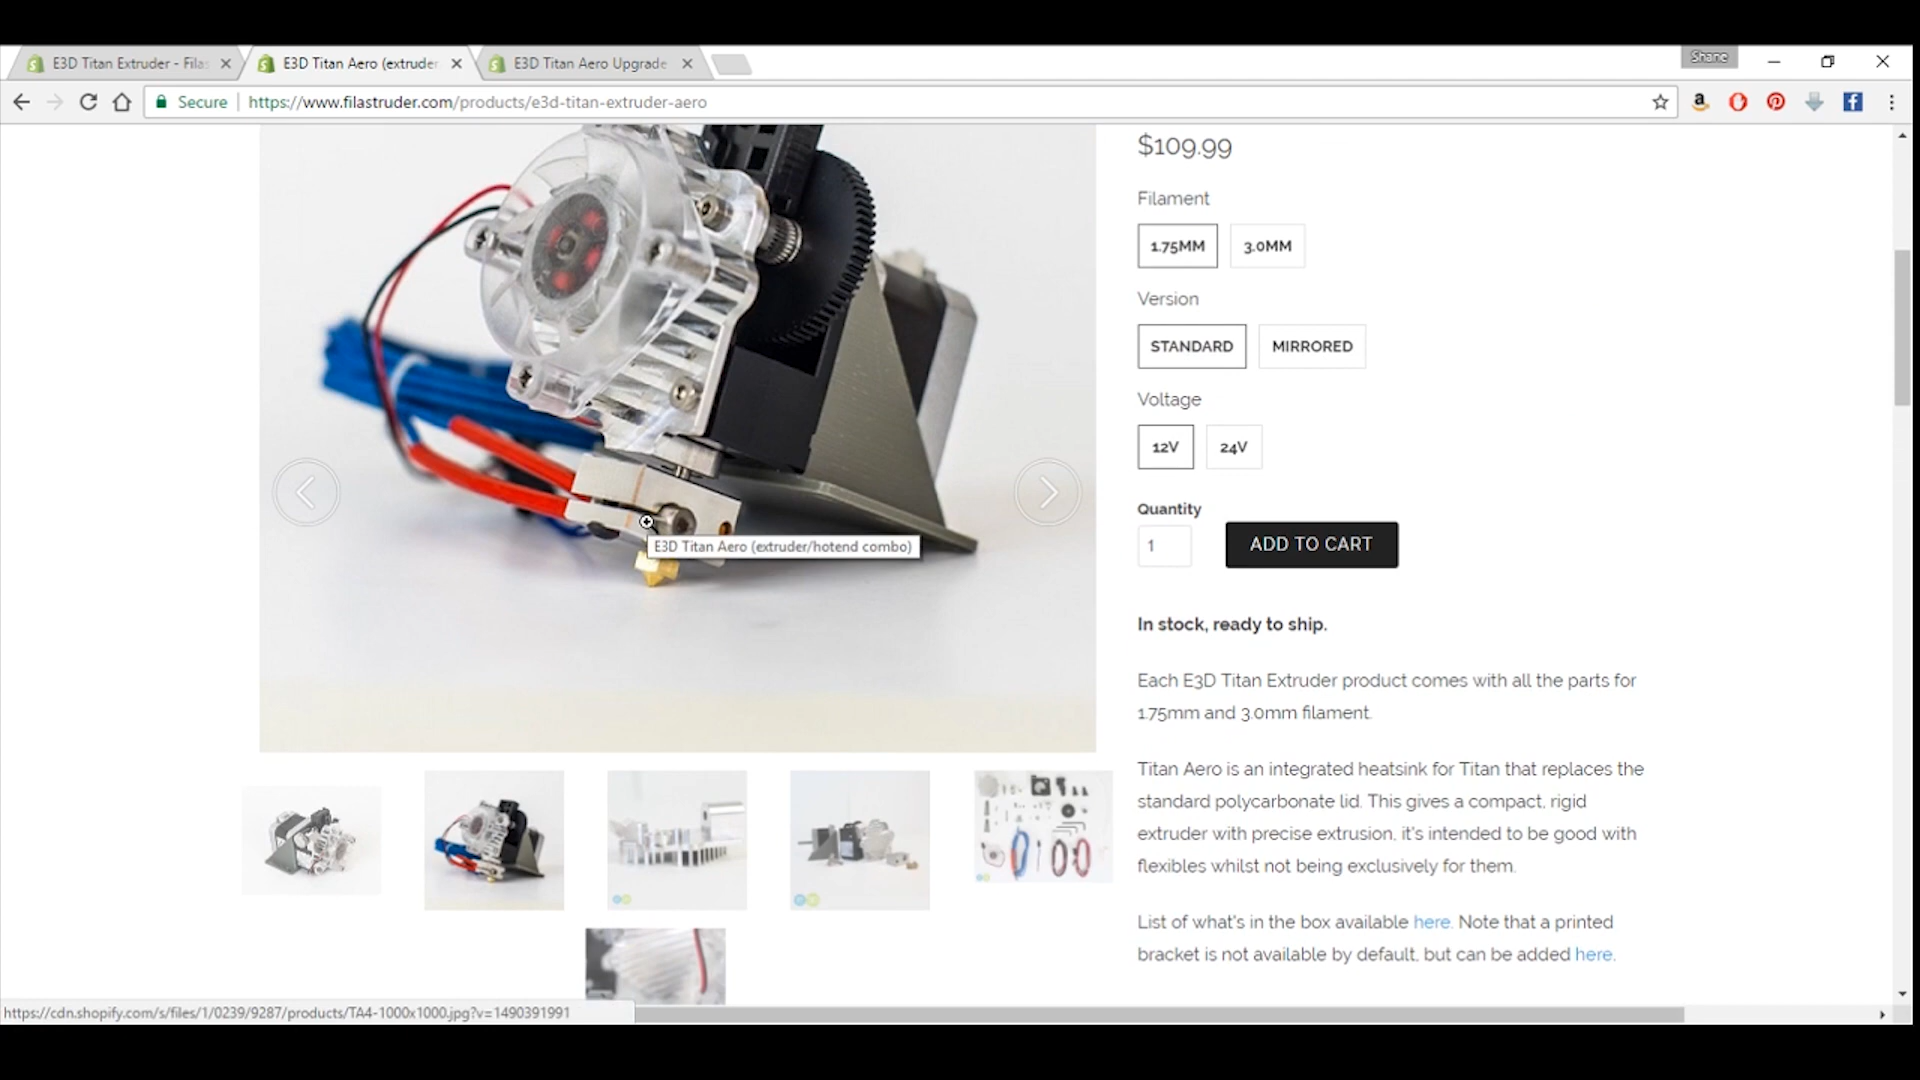 E3D Titan Extruder - Filas
E3D Titan Aero (extruder
E3D Titan Aero Upgrade
Shane
Secure
https://www.filastruder.com/products/e3d-titan-extruder-aero
$109.99
Filament
1.75MM
3.0MM
Version
STANDARD
MIRRORED
Voltage
12V
24V
Quantity
1
ADD TO CART
E3D Titan Aero (extruder/hotend combo)
In stock, ready to ship.
Each E3D Titan Extruder product comes with all the parts for
1.75mm and 3.0mm filament.
Titan Aero is an integrated heatsink for Titan that replaces the
standard polycarbonate lid. This gives a compact, rigid
extruder with precise extrusion, it's intended to be good with
flexibles whilst not being exclusively for them.
List of what's in the box available here. Note that a printed
bracket is not available by default, but can be added here.
https://cdn.shopify.com/s/files/1/0239/9287/products/TA4-1000x1000.jpg?v=1490391991